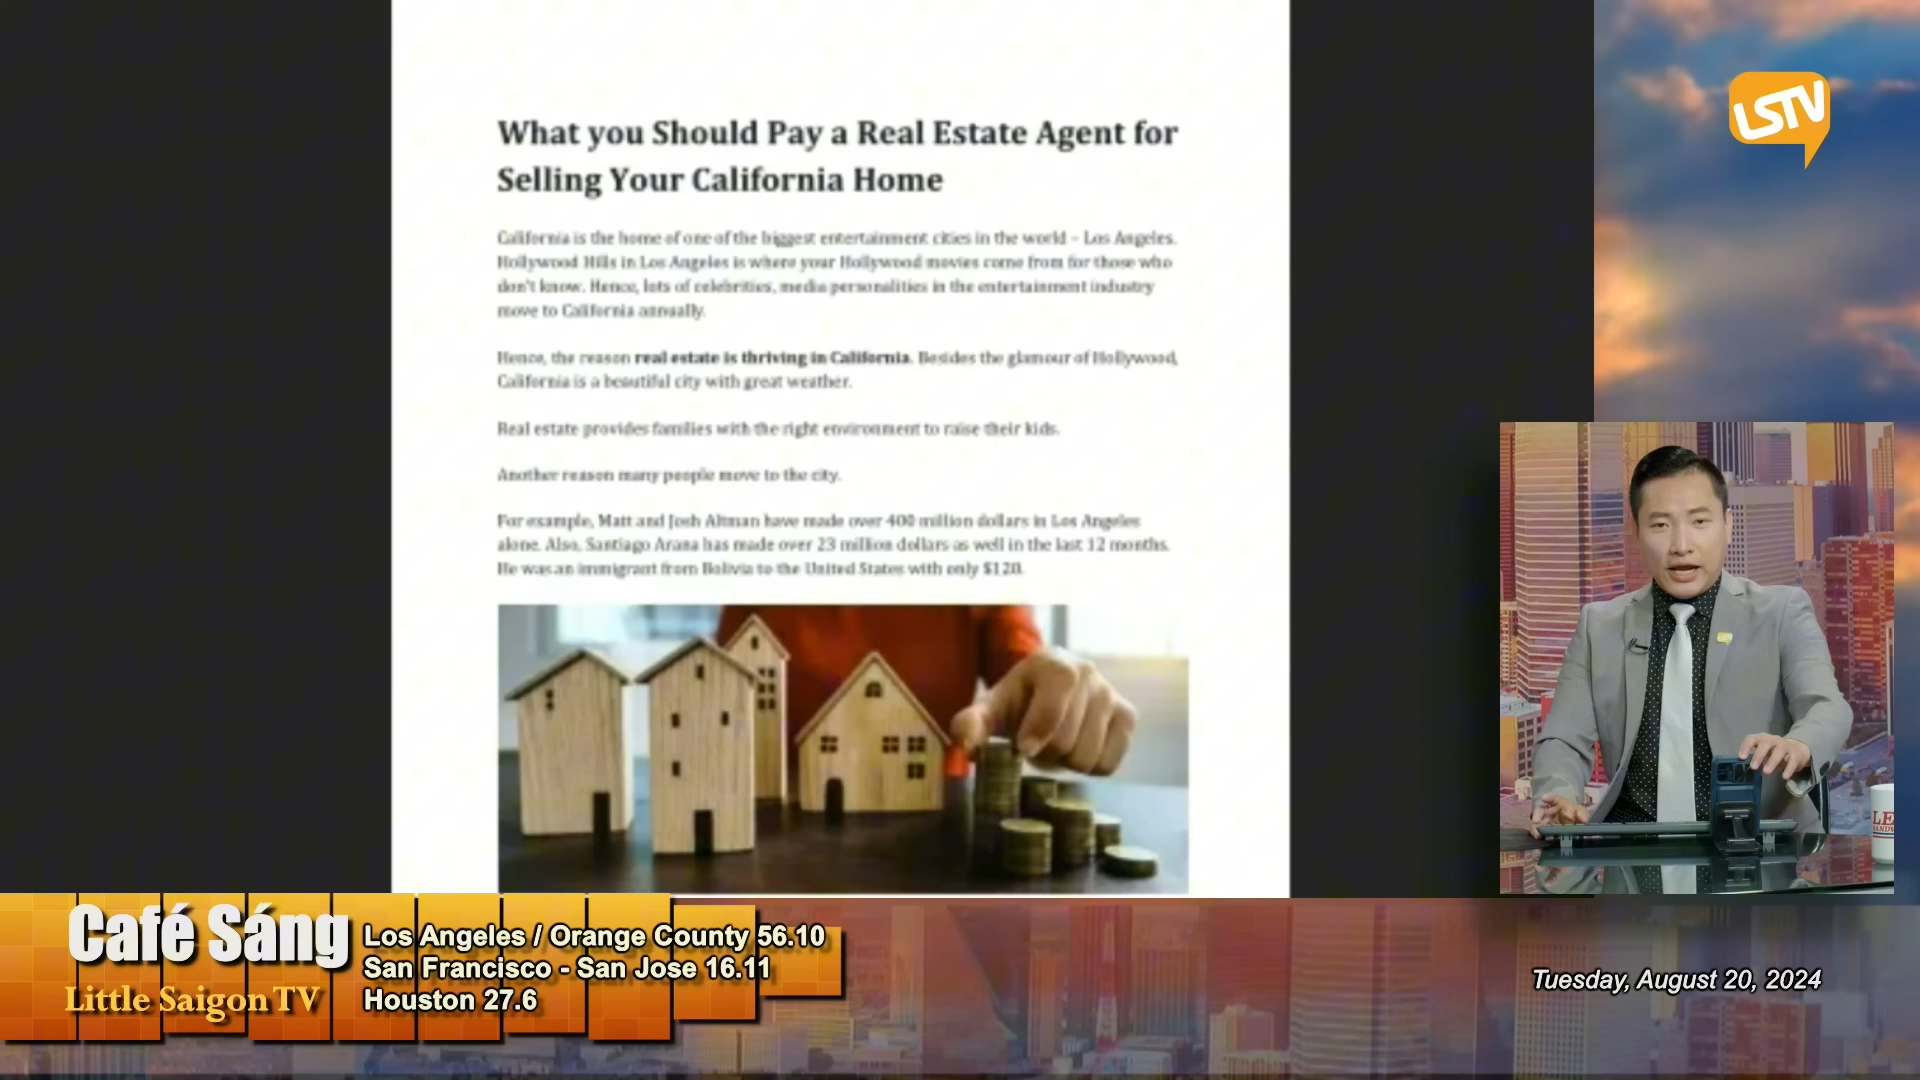 What you Should Pay a Real Estate Agent for
Selling Your California Home
California is the home of one of the biggest entertainment cities in the world – Los Angeles.
Hollywood Hills in Los Angeles is where your Hollywood movies come from for those who
don't know. Hence, lots of celebrities, media personalities in the entertainment industry
move to California annually.
Hence, the reason real estate is thriving in California. Besides the glamour of Hollywood,
California is a beautiful city with great weather.
Real estate provides families with the right environment to raise their kids.
Another reason many people move to the city.
For example, Matt and Josh Altman have made over 400 million dollars in Los Angeles
alone. Also, Santiago Arana has made over 23 million dollars as well in the last 12 months.
He was an immigrant from Bolivia to the United States with only $120.
LSTV
LE
Café Sáng
Little Saigon TV
Los Angeles / Orange County 56.10
San Francisco - San Jose 16.11
Houston 27.6
Tuesday, August 20, 2024